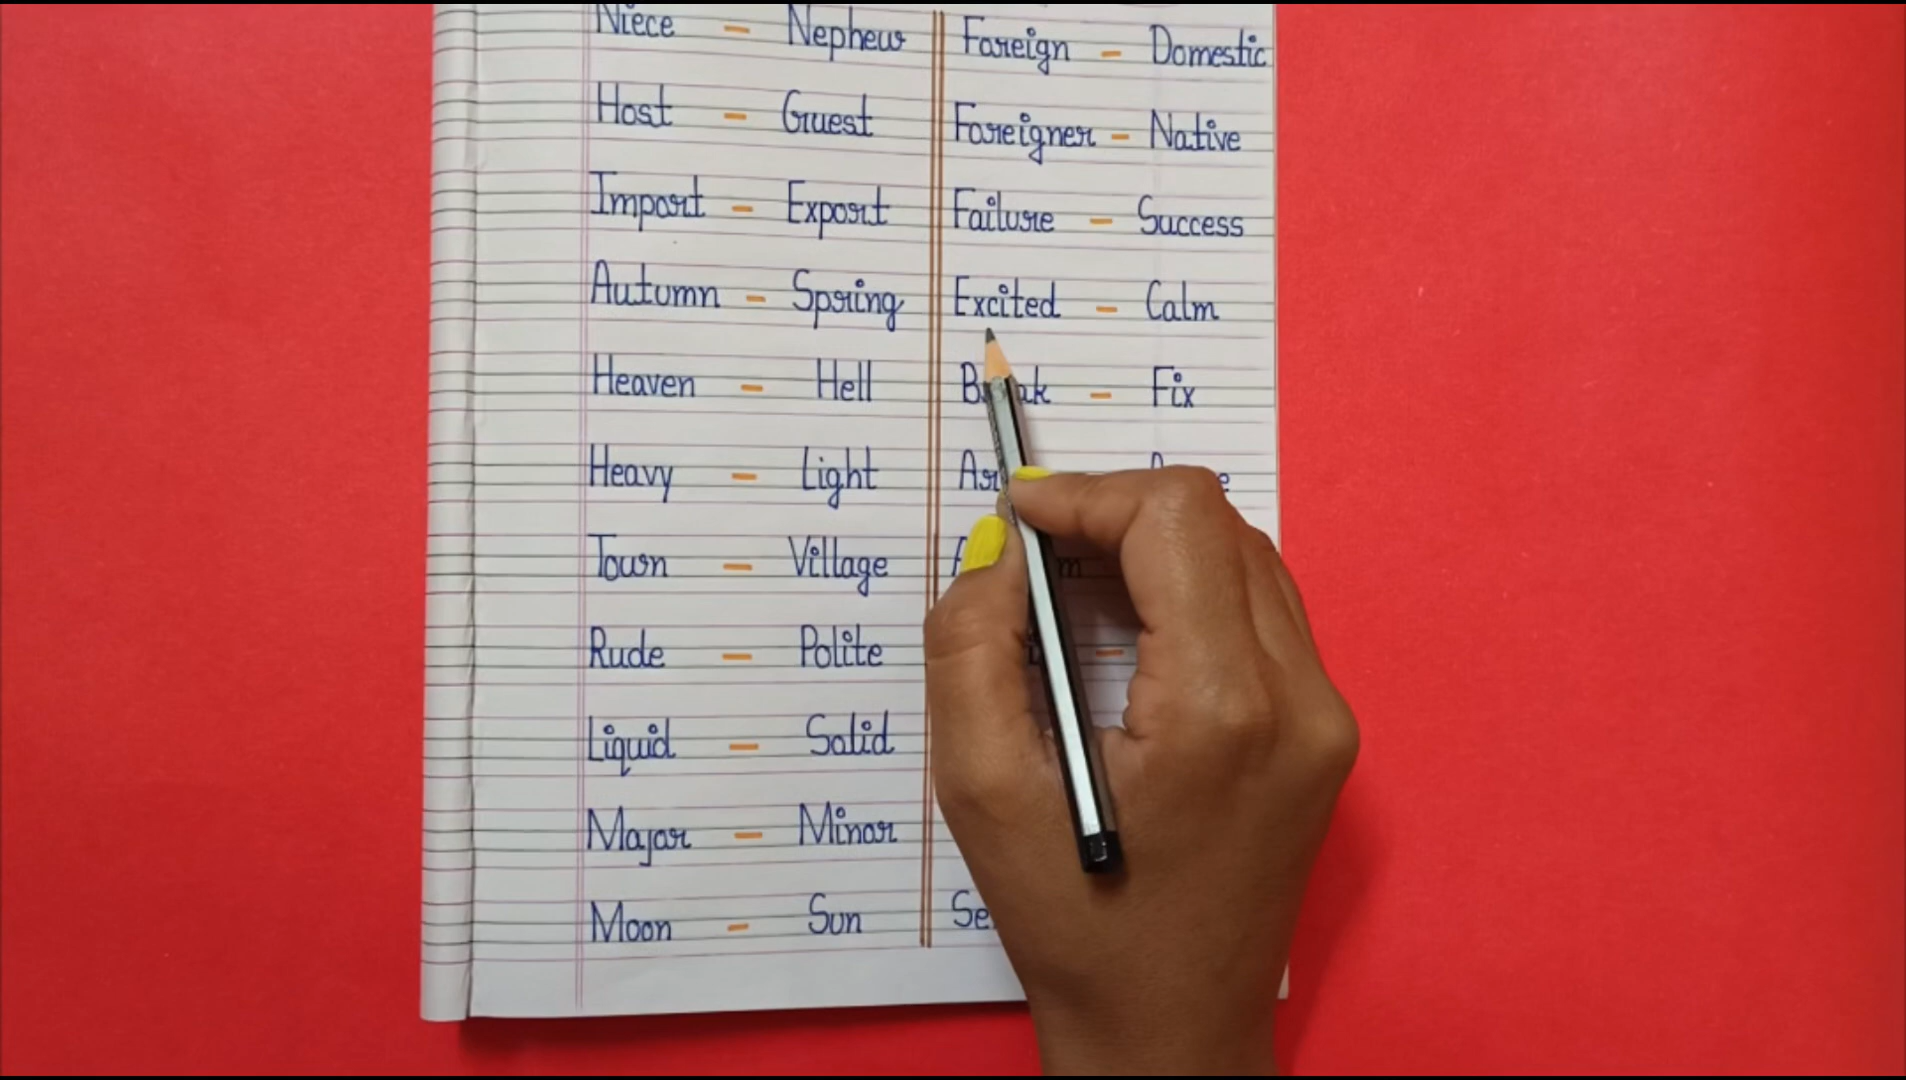 Niece - Nephew
Host - Guest
Import - Export
Autumn - Spring
Heaven - Hell
Heavy - Light
Town - Village
Rude - Polite
Liquid - Solid
Major - Minor
Moon - Sun
Foreign - Domestic
Foreigner - Native
Failure - Success
Excited - Calm
- Fix